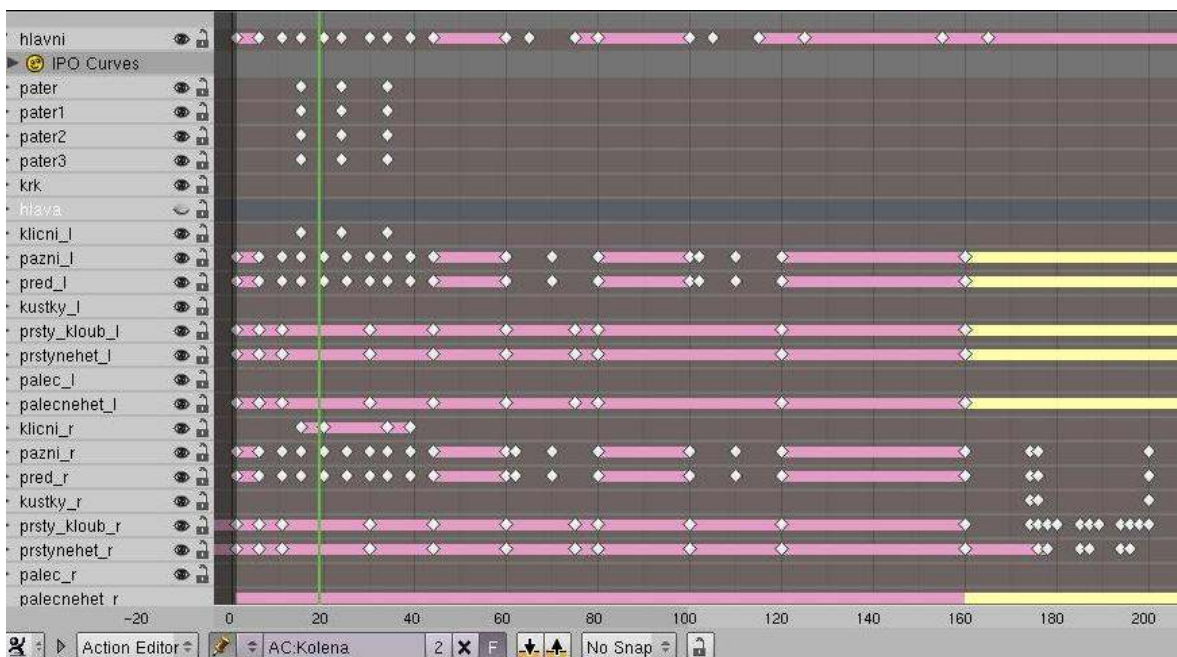 hlavni
IPO Curves
pater
pater1
pater2
pater3
krk
hlava
klicni_l
pazni_l
pred_l
kustky_l
prsty_kloub_l
prstynehet_l
palec_l
palecnehet_l
klicni_r
pazni_r
pred_r
kustky_r
prsty_kloub_r
prstynehet_r
palec_r
palecnehet_r
-20 0 20 40 60 80 100 120 140 160 180 200
Action Editor AC:Kolena 2 F No Snap